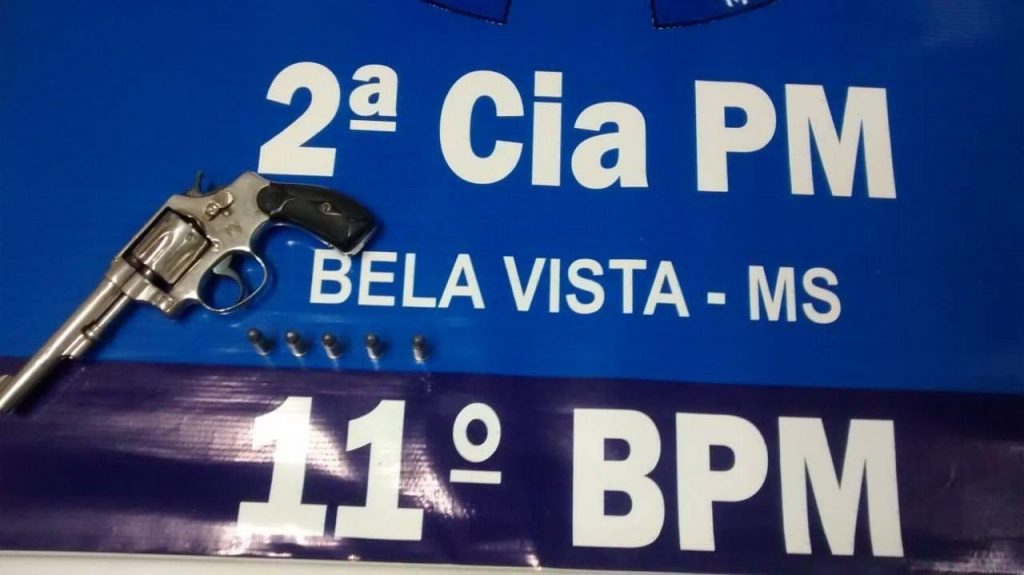 2ª Cia PM
BELA VISTA - MS
11º BPM